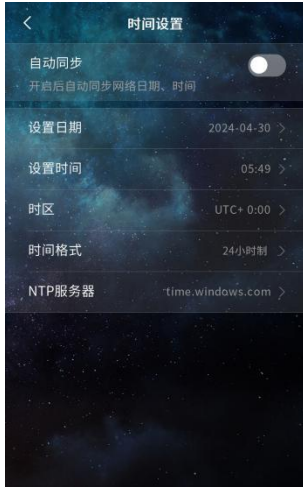 时间设置
自动同步
开启后自动同步网络日期、时间
设置日期 2024-04-30
设置时间 05:49
时区 UTC+ 0:00
时间格式 24小时制
NTP服务器 time.windows.com